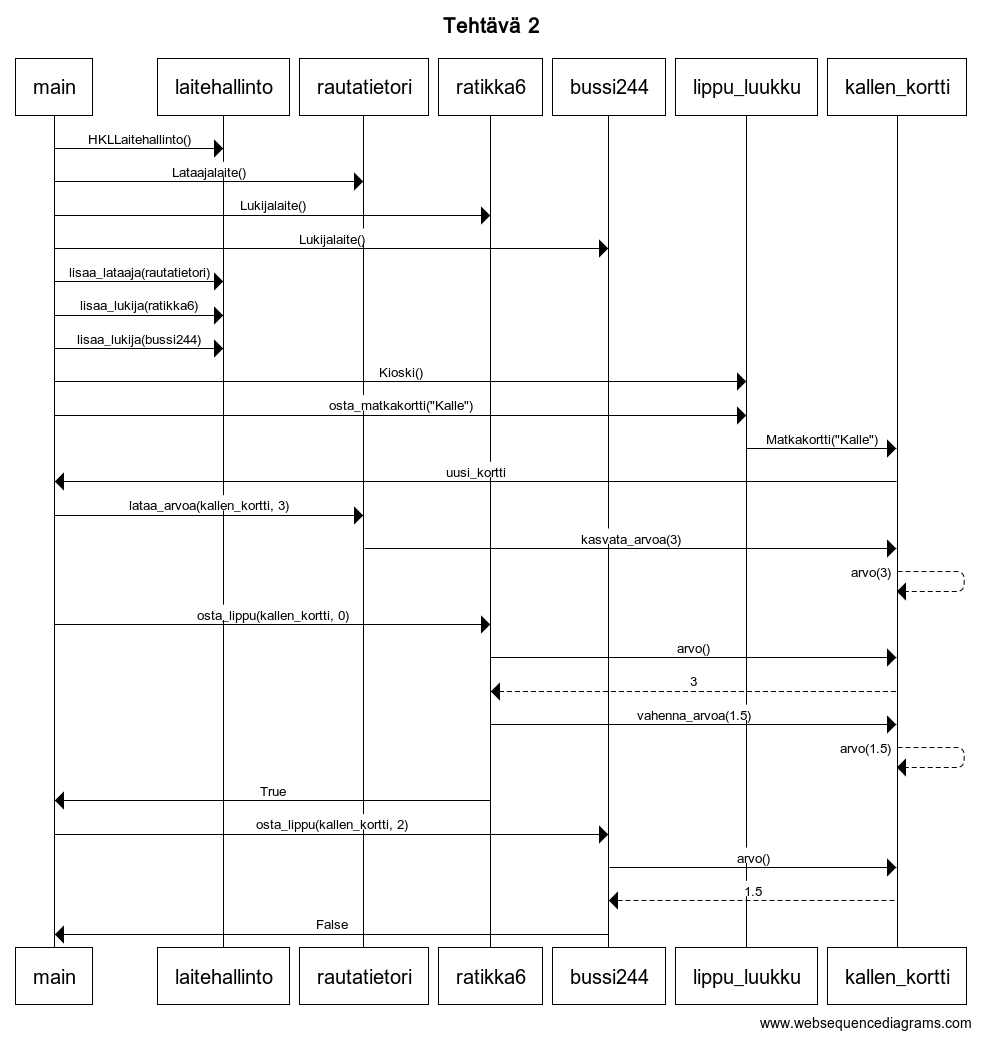 Tehtävä 2
main laitehallinto rautatietori ratikka6 bussi244 lippu_luukku kallen_kortti
HKLLaitehallinto()
Lataajalaite()
Lukijalaite()
Lukijalaite()
lisaa_lataaja(rautatietori)
lisaa_lukija(ratikka6)
lisaa_lukija(bussi244)
Kioski()
osta_matkakortti("Kalle")
Matkakortti("Kalle")
uusi_kortti
lataa_arvoa(kallen_kortti, 3)
kasvata_arvoa(3)
arvo(3)
osta_lippu(kallen_kortti, 0)
arvo()
3
vahenna_arvoa(1.5)
arvo(1.5)
True
osta_lippu(kallen_kortti, 2)
arvo()
1.5
False
main laitehallinto rautatietori ratikka6 bussi244 lippu_luukku kallen_kortti
www.websequencediagrams.com